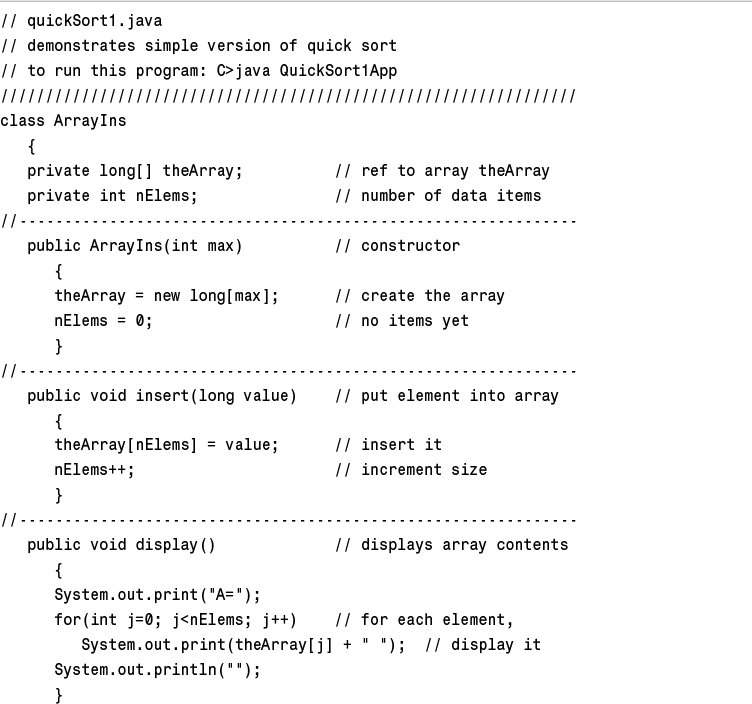 // quickSort1.java
// demonstrates simple version of quick sort
// to run this program: C>java QuickSort1App
////////////////////////////////////////////////////////////////
class ArrayIns
   {
   private long[] theArray;          // ref to array theArray
   private int nElems;               // number of data items
//--------------------------------------------------------------
   public ArrayIns(int max)          // constructor
      {
      theArray = new long[max];      // create the array
      nElems = 0;                    // no items yet
      }
//--------------------------------------------------------------
   public void insert(long value)    // put element into array
      {
      theArray[nElems] = value;      // insert it
      nElems++;                      // increment size
      }
//--------------------------------------------------------------
   public void display()             // displays array contents
      {
      System.out.print("A=");
      for(int j=0; j<nElems; j++)    // for each element,
         System.out.print(theArray[j] + " ");  // display it
      System.out.println("");
      }